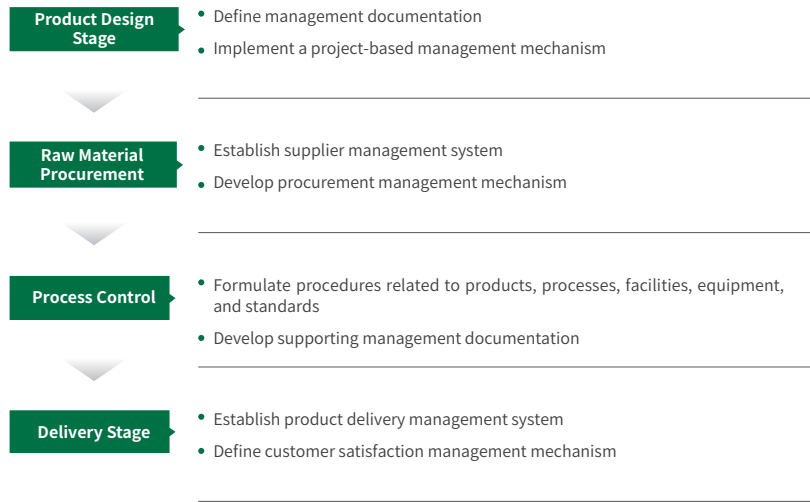 Product Design
Stage
Define management documentation
Implement a project-based management mechanism
Raw Material
Procurement
Establish supplier management system
Develop procurement management mechanism
Process Control
Formulate procedures related to products, processes, facilities, equipment,
and standards
Develop supporting management documentation
Delivery Stage
Establish product delivery management system
Define customer satisfaction management mechanism